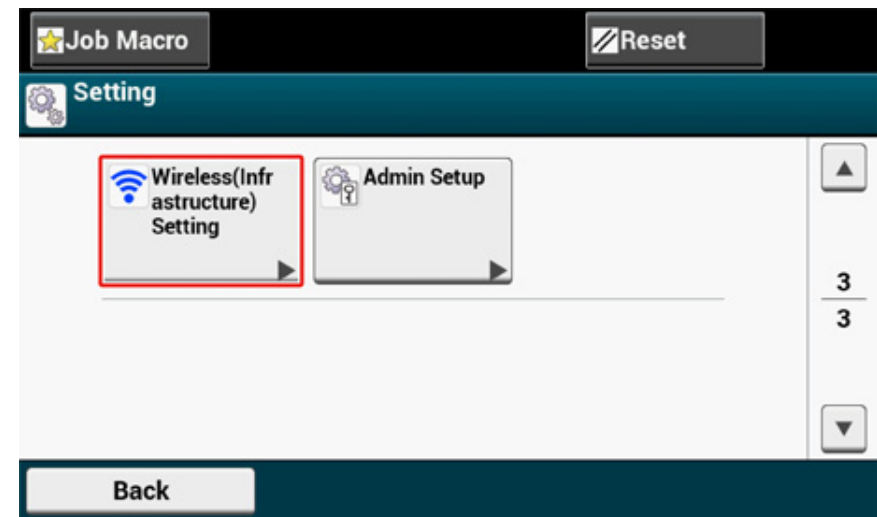 Job Macro
Reset
Setting
Wireless(Infr
astructure)
Setting
Admin Setup
3
3
Back